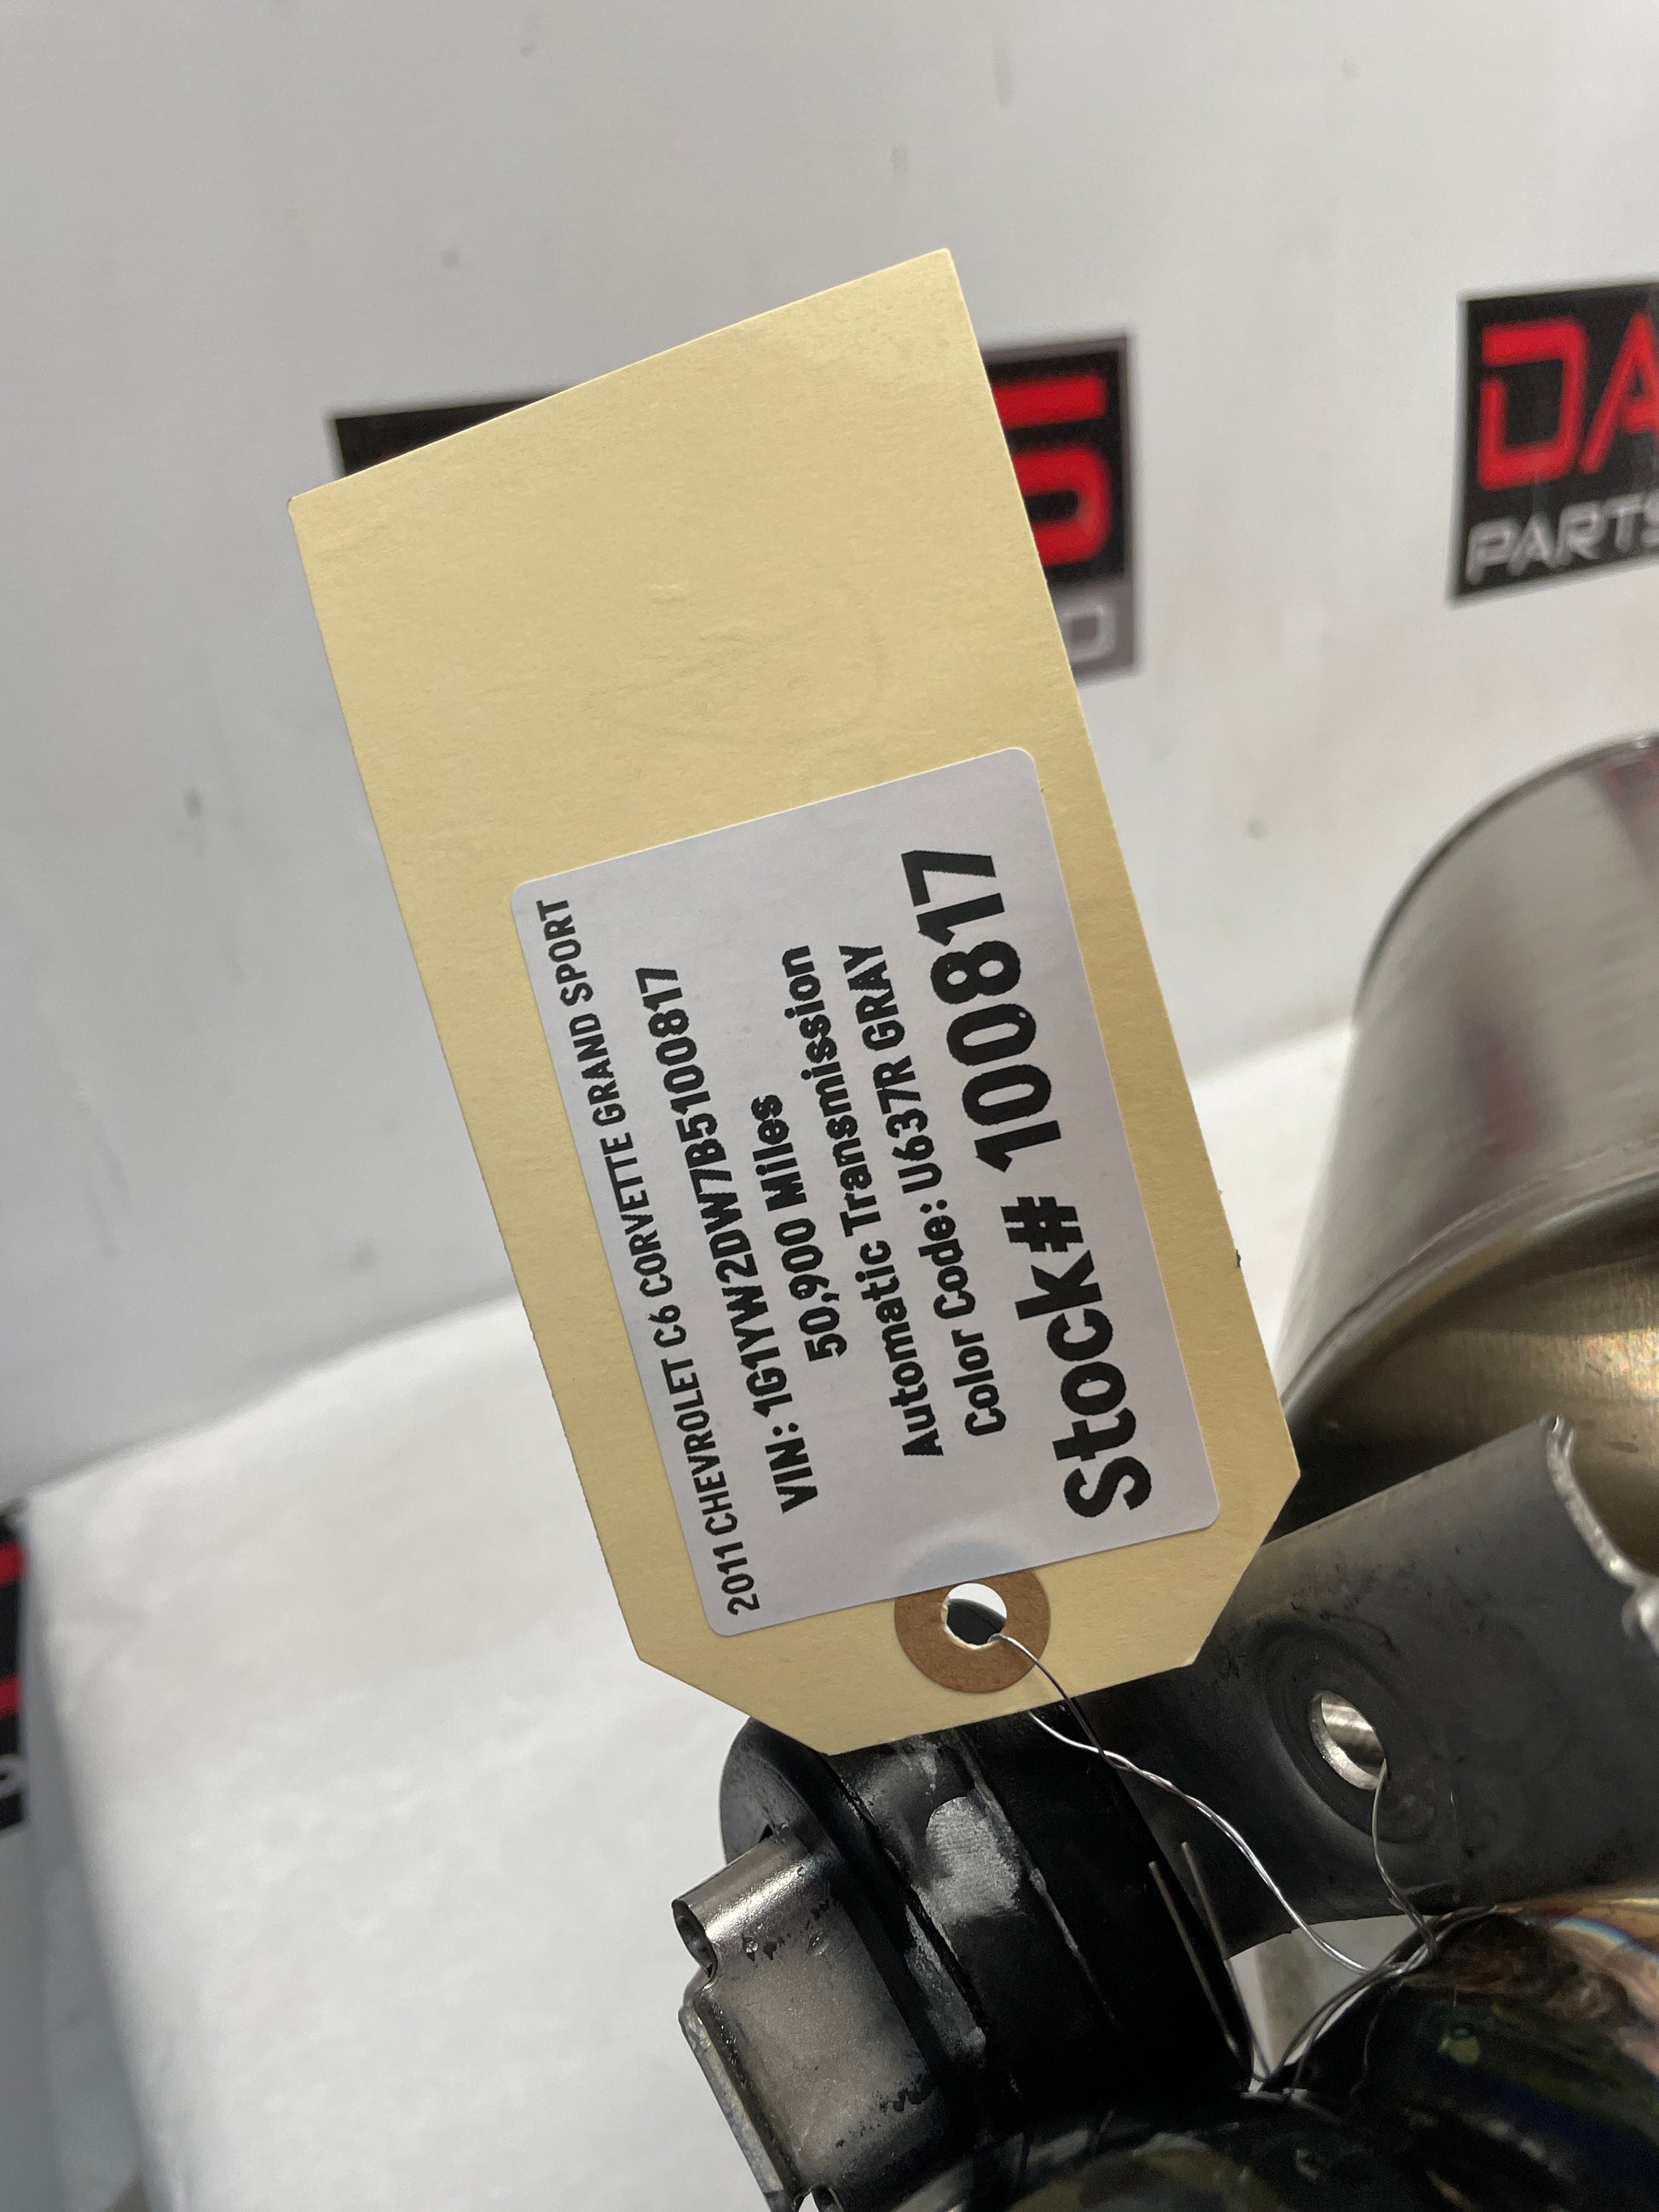 2011 CHEVROLET C6 CORVETTE GRAND SPORT
VIN: 1G1YW2DW7B5100817
50,900 Miles
Automatic Transmission
Color Code: U637R GRAY
Stock# 100817
DA
PARTS